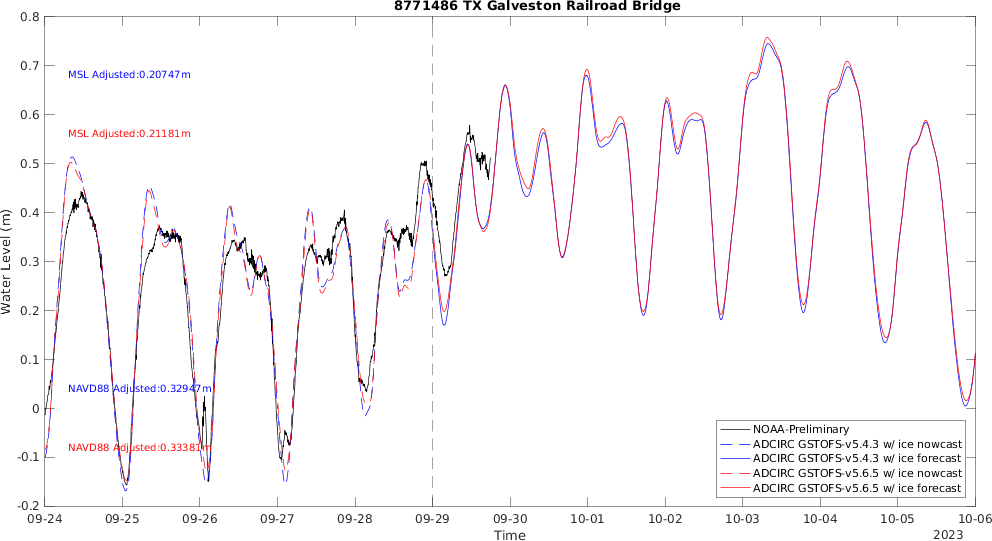 8771486 TX Galveston Railroad Bridge
0.8
0.7
0.6
0.5
0.4
0.3
0.2
0.1
0
-0.1
-0.2
Water Level (m)
MSL Adjusted:0.20747m
MSL Adjusted:0.21181m
NAVD88 Adjusted:0.32947m
NAVD88 Adjusted:0.33381m
NOAA-Preliminary
ADCIRC GSTOFS-v5.4.3 w/ ice nowcast
ADCIRC GSTOFS-v5.4.3 w/ ice forecast
ADCIRC GSTOFS-v5.6.5 w/ ice nowcast
ADCIRC GSTOFS-v5.6.5 w/ ice forecast
09-24 09-25 09-26 09-27 09-28 09-29 09-30 10-01 10-02 10-03 10-04 10-05 10-06
Time
2023